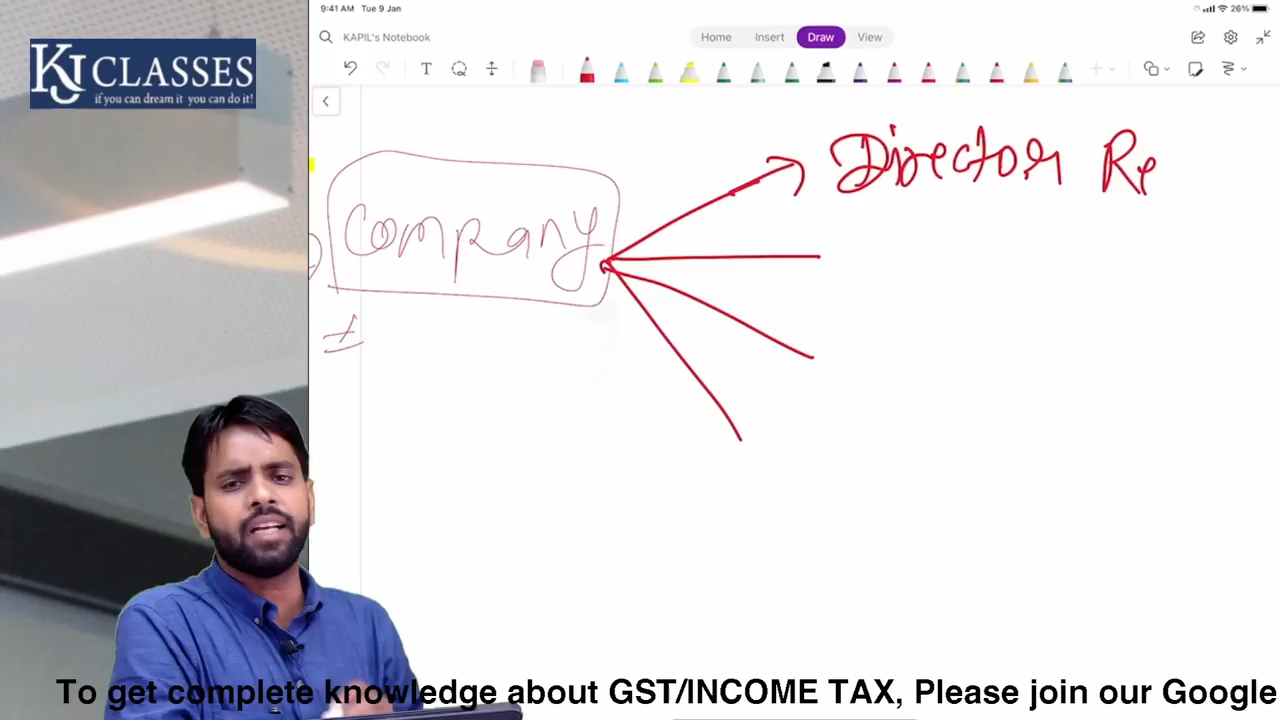 9:41 AM Tue 9 Jan
26%
KAPIL's Notebook
Home Insert Draw View
T
KJ CLASSES
if you can dream it you can do it!
Company
Director Re
To get complete knowledge about GST/INCOME TAX, Please join our Google